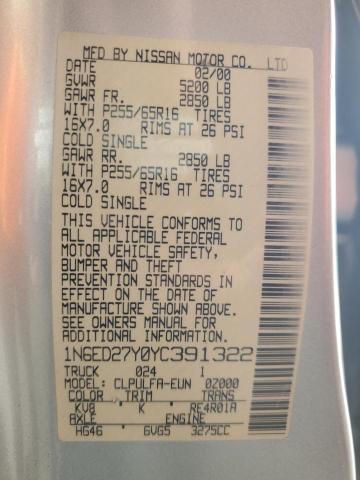 MFD BY NISSAN MOTOR CO. LTD
DATE 02/00
GVWR 5200 LB
GAWR FR. 2850 LB
WITH P255/65R16 TIRES
16X7.0 RIMS AT 26 PSI
COLD SINGLE
GAWR RR. 2850 LB
WITH P255/65R16 TIRES
16X7.0 RIMS AT 26 PSI
COLD SINGLE
THIS VEHICLE CONFORMS TO
ALL APPLICABLE FEDERAL
MOTOR VEHICLE SAFETY,
BUMPER AND THEFT
PREVENTION STANDARDS IN
EFFECT ON THE DATE OF
MANUFACTURE SHOWN ABOVE.
SEE OWNERS MANUAL FOR
ADDITIONAL INFORMATION.
1N6ED27Y0YC391322
TRUCK 024 1
MODEL: CLPULFA-EUN 0Z000
COLOR TRIM TRANS
KV8 K RE4R01A
AXLE ENGINE
HG46 6VG5 3275CC